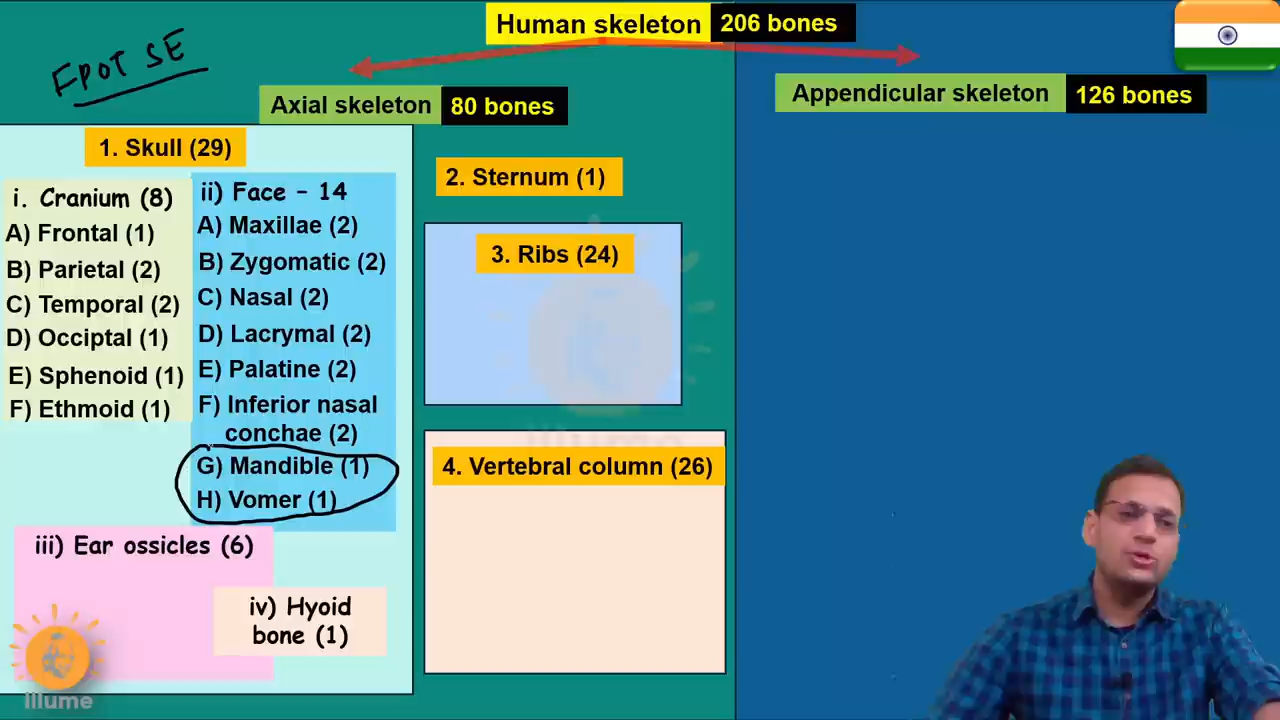 Human skeleton 206 bones
FPOT SE
Axial skeleton 80 bones
Appendicular skeleton 126 bones
1. Skull (29)
i. Cranium (8)
A) Frontal (1)
B) Parietal (2)
C) Temporal (2)
D) Occiptal (1)
E) Sphenoid (1)
F) Ethmoid (1)
ii) Face – 14
A) Maxillae (2)
B) Zygomatic (2)
C) Nasal (2)
D) Lacrymal (2)
E) Palatine (2)
F) Inferior nasal
conchae (2)
G) Mandible (1)
H) Vomer (1)
iii) Ear ossicles (6)
iv) Hyoid
bone (1)
2. Sternum (1)
3. Ribs (24)
4. Vertebral column (26)
illume
Illume